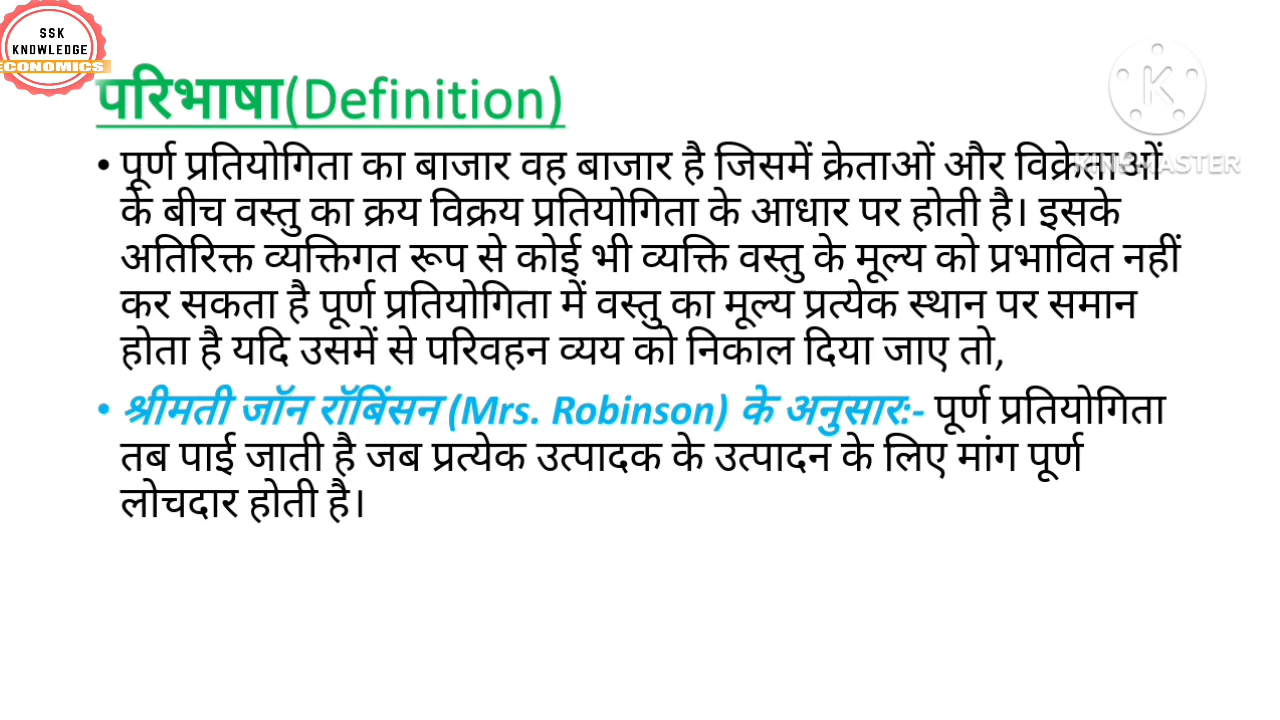 SSK
KNOWLEDGE
ECONOMICS
परिभाषा(Definition)
KINEMASTER
• पूर्ण प्रतियोगिता का बाजार वह बाजार है जिसमें क्रेताओं और विक्रेताओं
के बीच वस्तु का क्रय विक्रय प्रतियोगिता के आधार पर होती है। इसके
अतिरिक्त व्यक्तिगत रूप से कोई भी व्यक्ति वस्तु के मूल्य को प्रभावित नहीं
कर सकता है पूर्ण प्रतियोगिता में वस्तु का मूल्य प्रत्येक स्थान पर समान
होता है यदि उसमें से परिवहन व्यय को निकाल दिया जाए तो,
• श्रीमती जॉन रॉबिंसन (Mrs. Robinson) के अनुसार:- पूर्ण प्रतियोगिता
तब पाई जाती है जब प्रत्येक उत्पादक के उत्पादन के लिए मांग पूर्ण
लोचदार होती है।